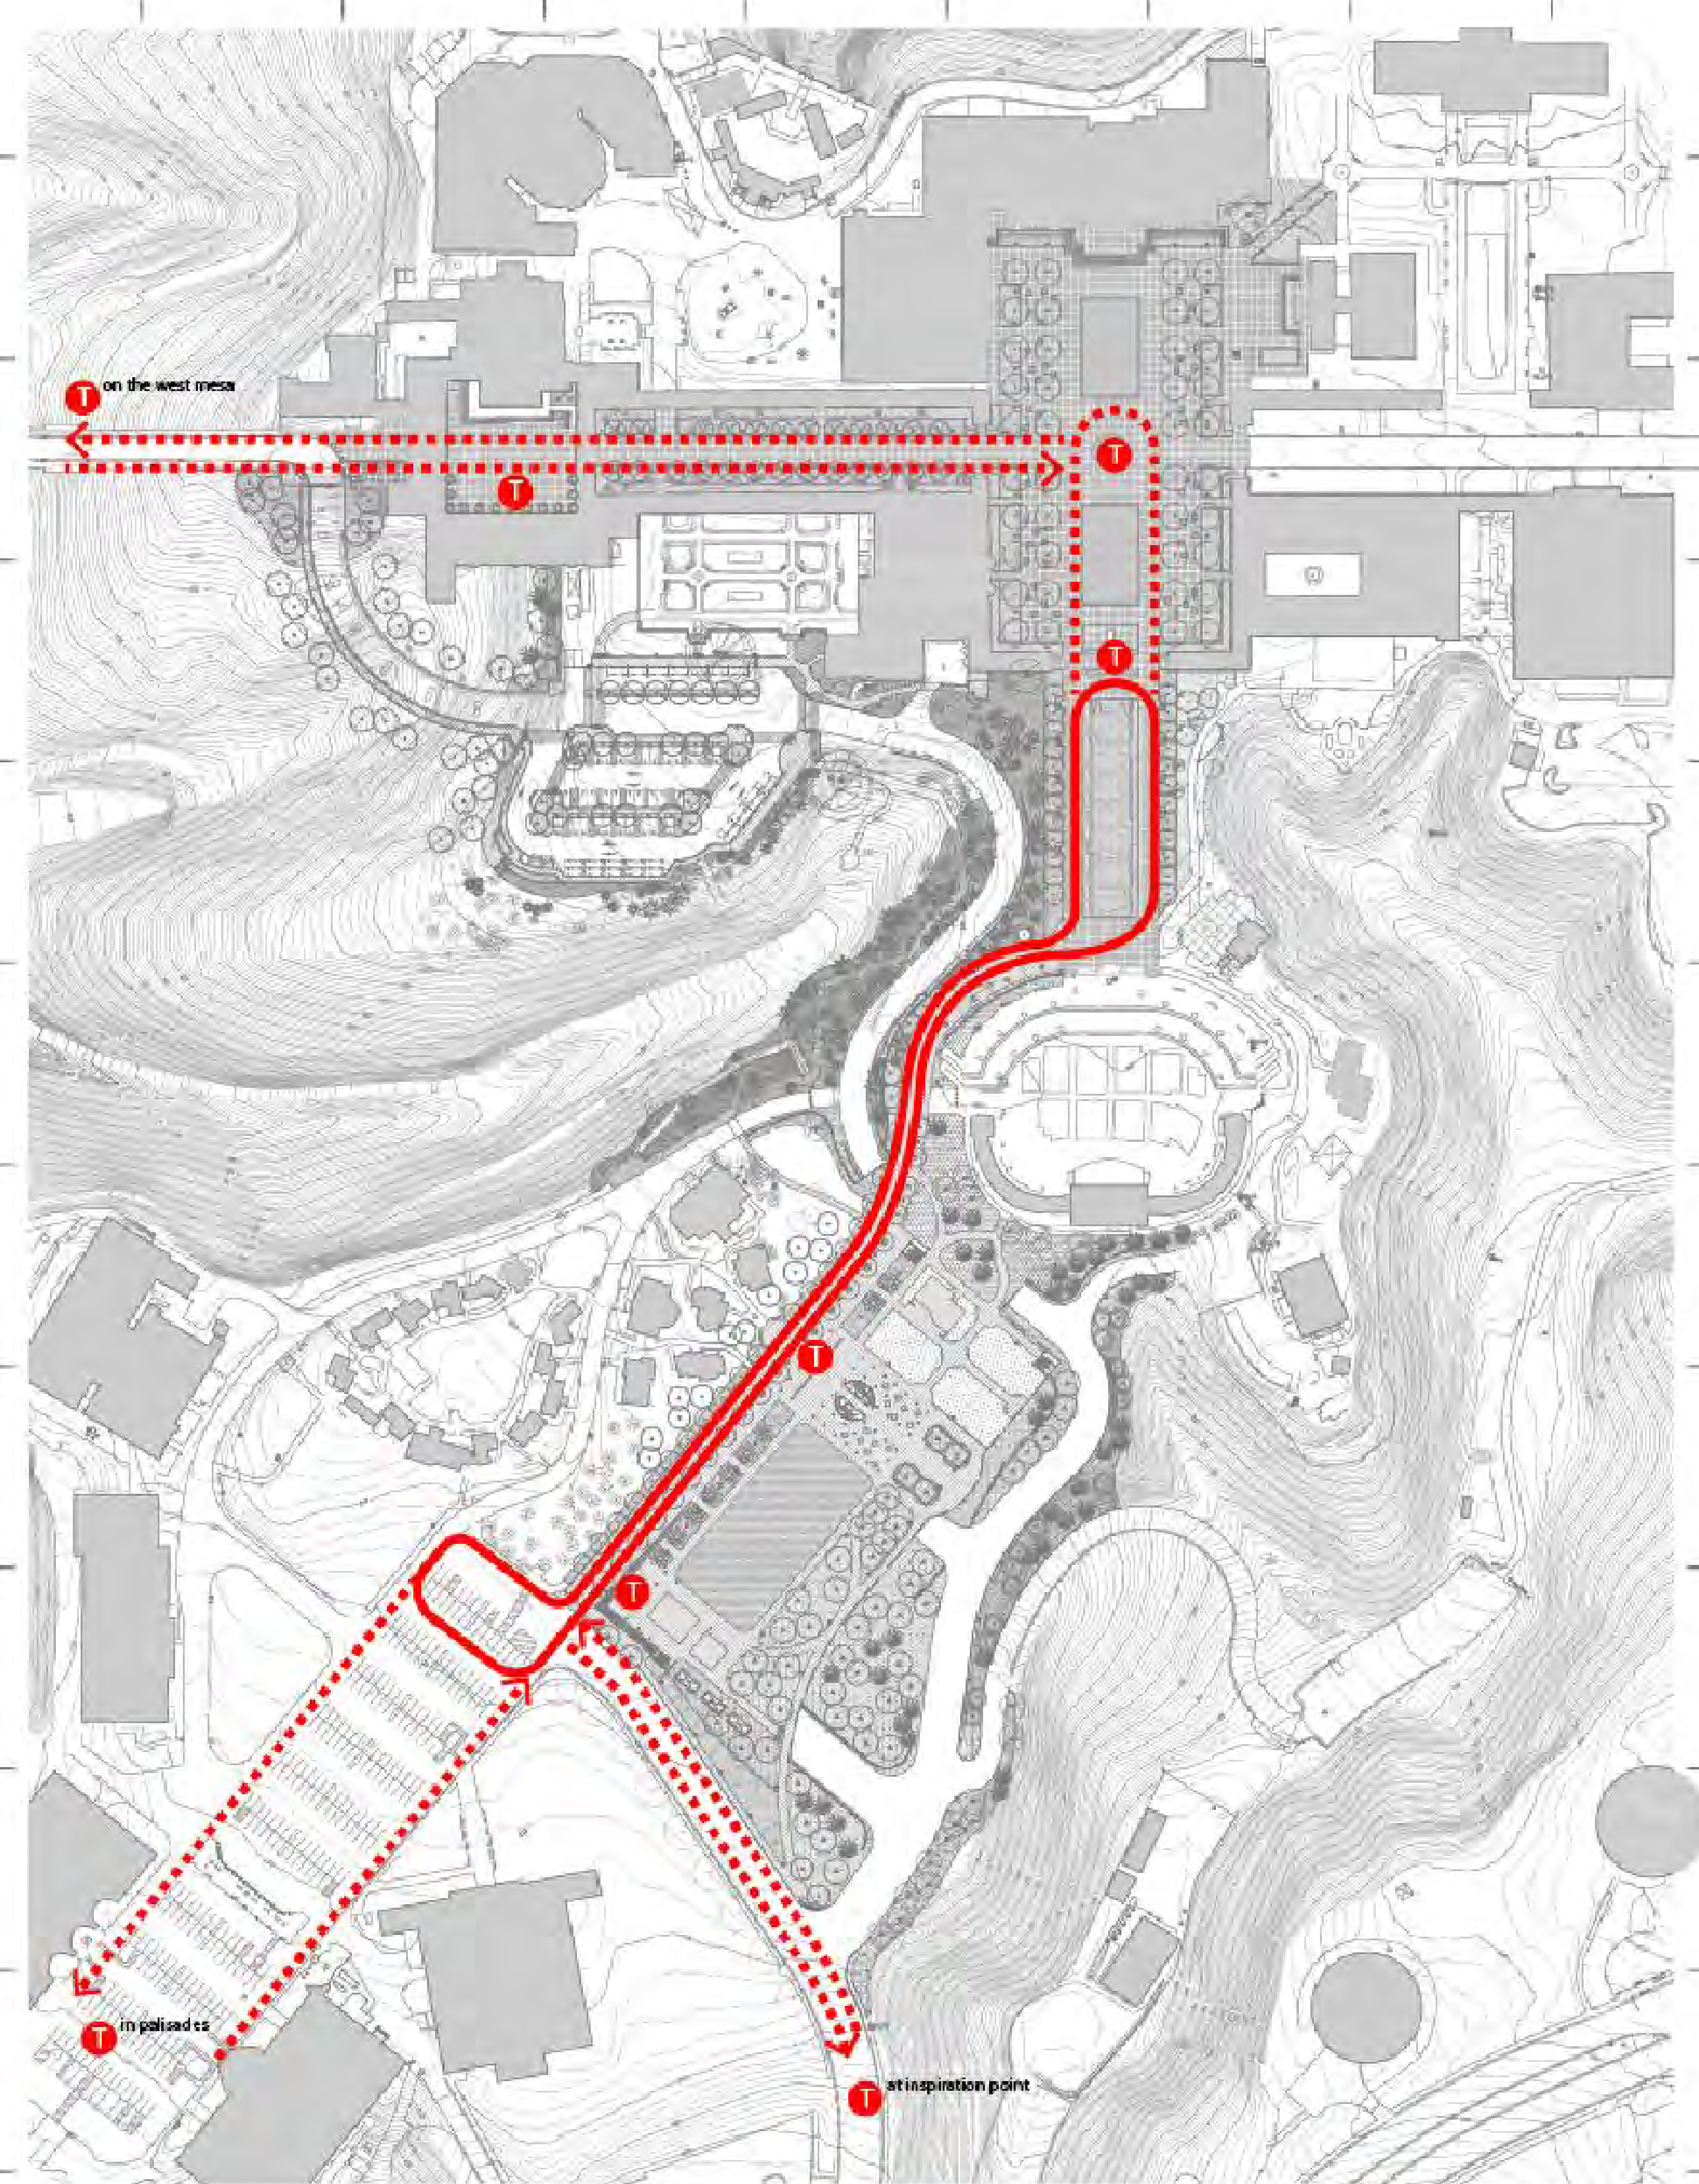 T on the west mesa
T
T
T
T
T
T in palisades
T at inspiration point